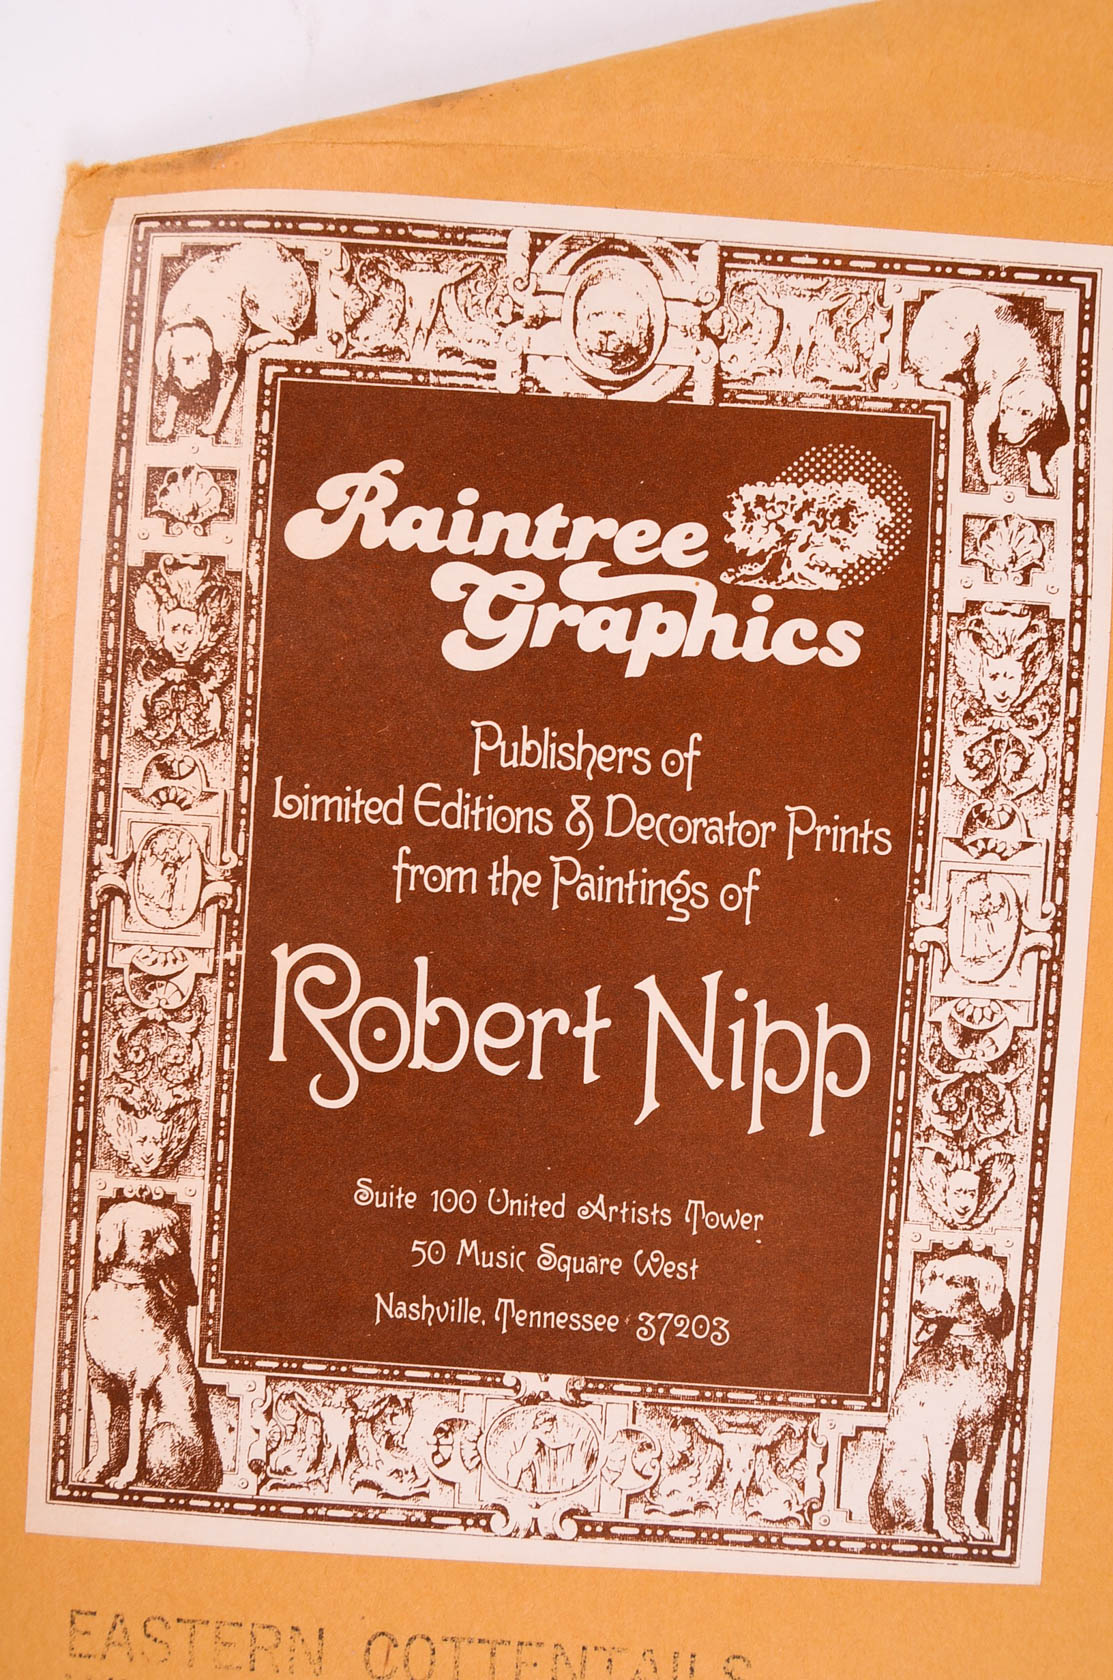 Raintree
Graphics
Publishers of
Limited Editions & Decorator Prints
from the Paintings of
Robert Nipp
Suite 100 United Artists Tower
50 Music Square West
Nashville, Tennessee 37203
EASTERN COTTENTAILS